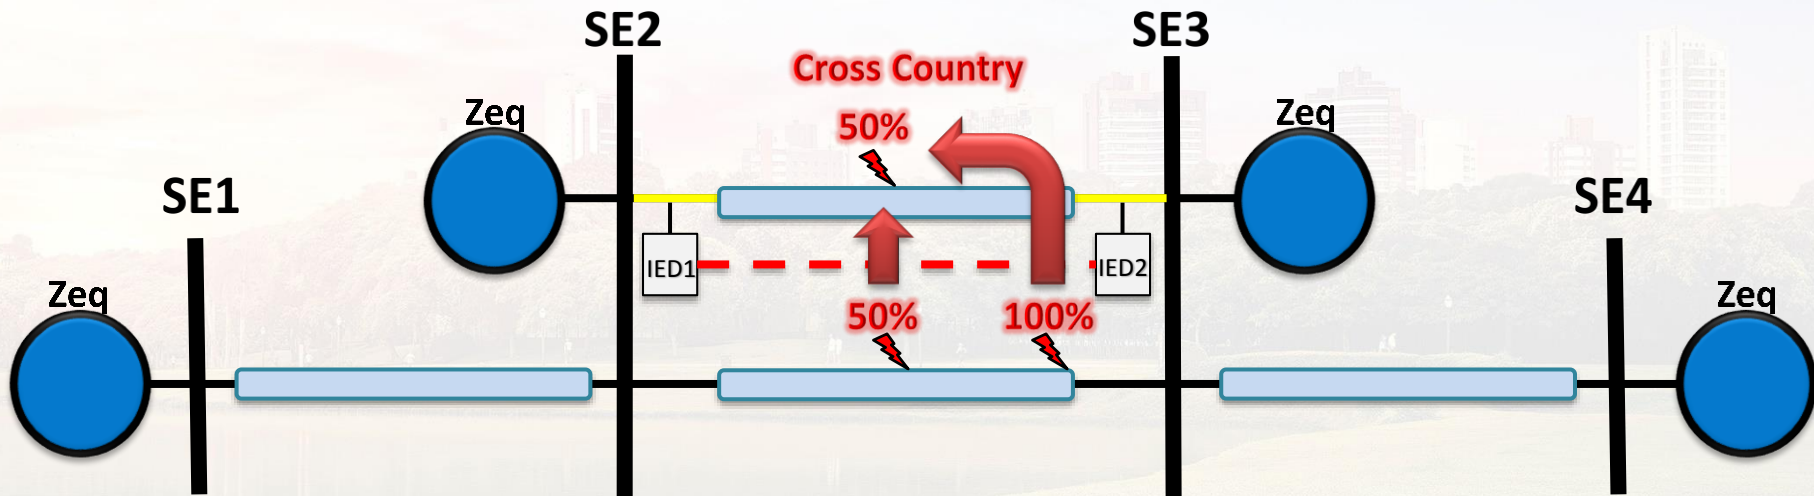 SE2
SE3
Cross Country
Zeq
50%
Zeq
SE1
SE4
IED1
IED2
Zeq
50%
100%
Zeq